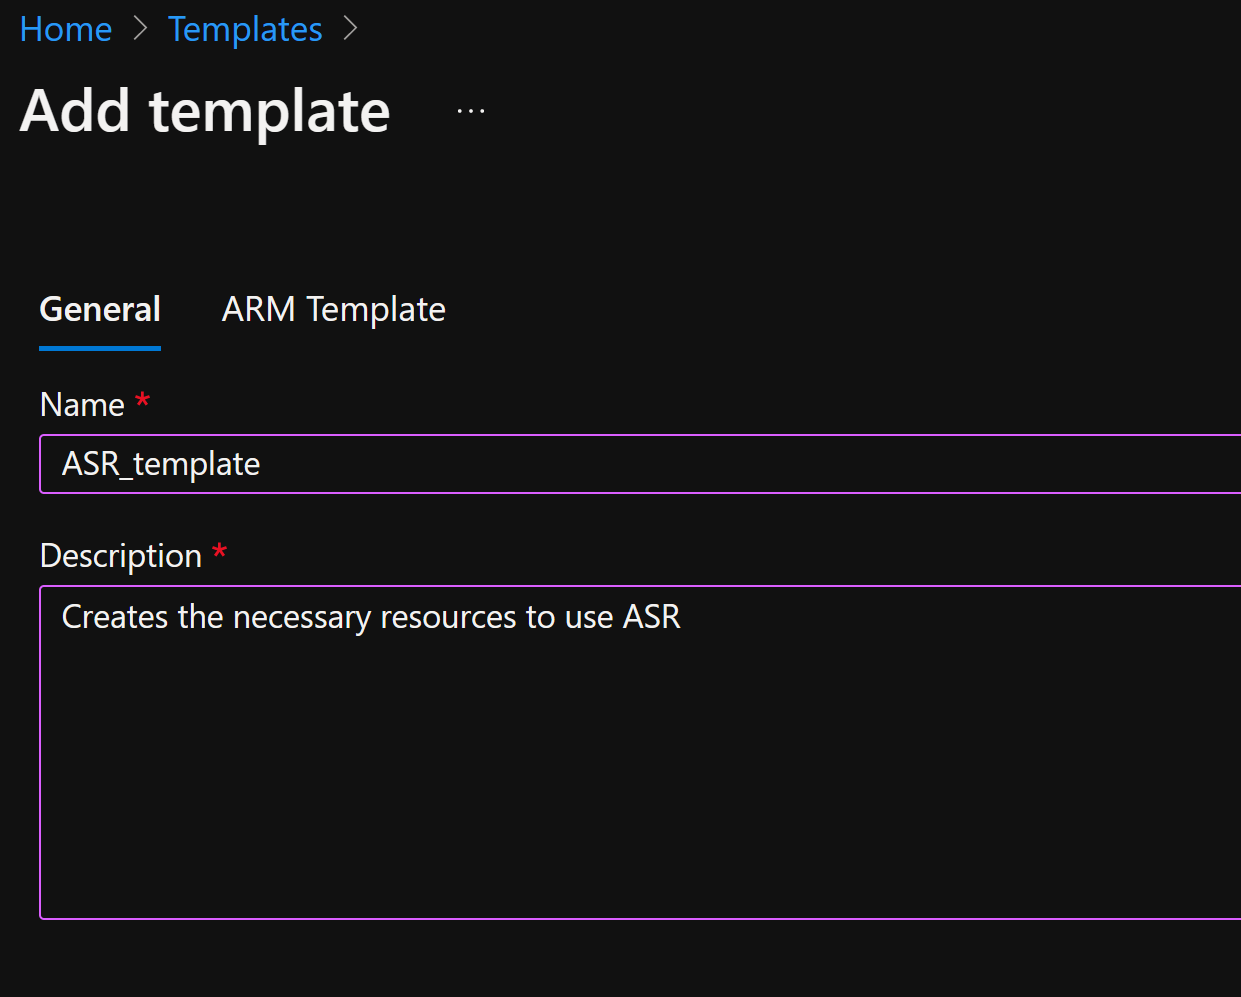 Home > Templates >
Add template ...
General ARM Template
Name *
ASR_template
Description *
Creates the necessary resources to use ASR